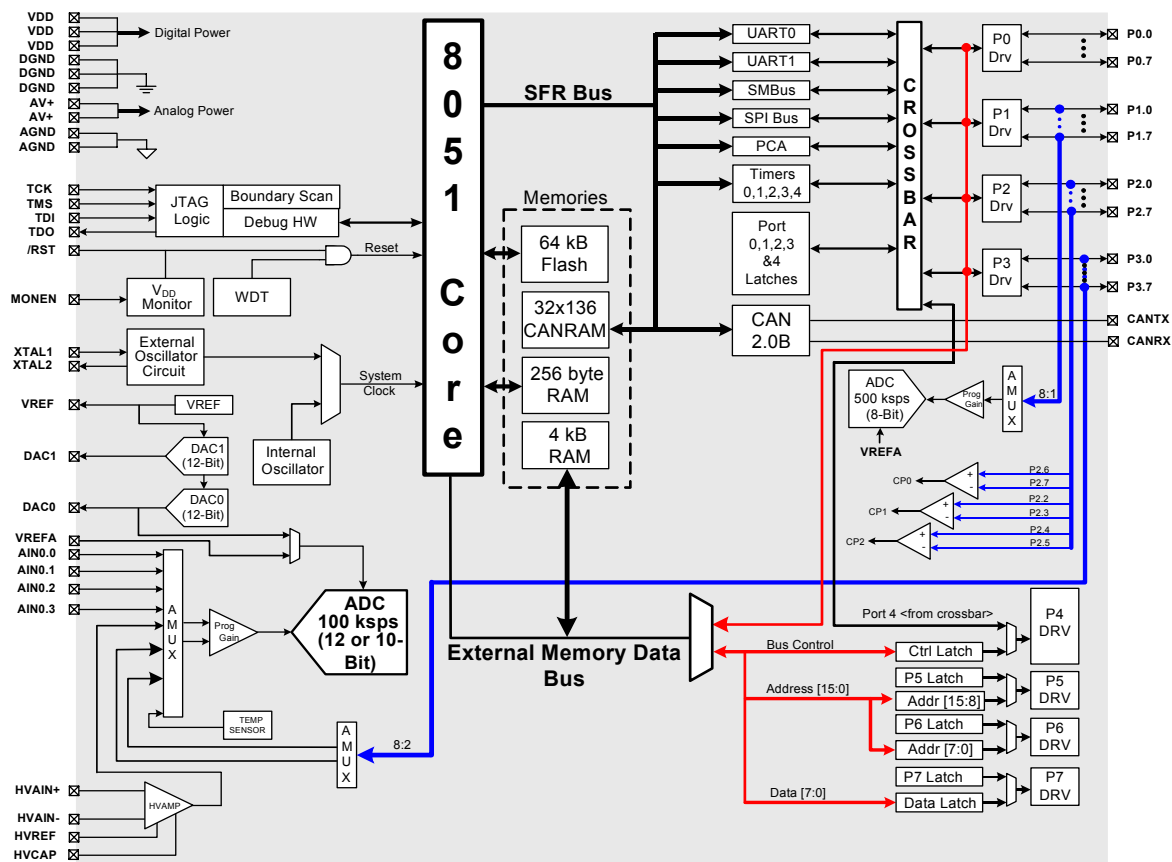 VDD
VDD
VDD
Digital Power
DGND
DGND
DGND
AV+
AV+
Analog Power
AGND
AGND
TCK
TMS
TDI
TDO
JTAG
Logic
Boundary Scan
Debug HW
/RST
Reset
MONEN
VDD
Monitor
WDT
XTAL1
XTAL2
External
Oscillator
Circuit
System
Clock
VREF
VREF
DAC1
DAC1
(12-Bit)
Internal
Oscillator
DAC0
DAC0
(12-Bit)
VREFA
AIN0.0
AIN0.1
AIN0.2
AIN0.3
A
M
U
X
Prog
Gain
ADC
100 ksps
(12 or 10-
Bit)
TEMP
SENSOR
A
M
U
X
8:2
HVAIN+
HVAIN-
HVREF
HVCAP
HVAMP
8
0
5
1
C
o
r
e
SFR Bus
Memories
64 kB
Flash
32x136
CANRAM
256 byte
RAM
4 kB
RAM
External Memory Data
Bus
UART0
UART1
SMBus
SPI Bus
PCA
Timers
0,1,2,3,4
Port
0,1,2,3
&4
Latches
CAN
2.0B
C
R
O
S
S
B
A
R
P0
Drv
P1
Drv
P2
Drv
P3
Drv
P0.0
P0.7
P1.0
P1.7
P2.0
P2.7
P3.0
P3.7
CANTX
CANRX
ADC
500 ksps
(8-Bit)
VREFA
Prog
Gain
A
M
U
X
8:1
CP0
+
-
P2.6
P2.7
CP1
+
-
P2.2
P2.3
CP2
+
-
P2.4
P2.5
Port 4 <from crossbar>
Bus Control
Ctrl Latch
P4
DRV
Address [15:0]
P5 Latch
Addr [15:8]
P5
DRV
P6 Latch
Addr [7:0]
P6
DRV
Data [7:0]
P7 Latch
Data Latch
P7
DRV